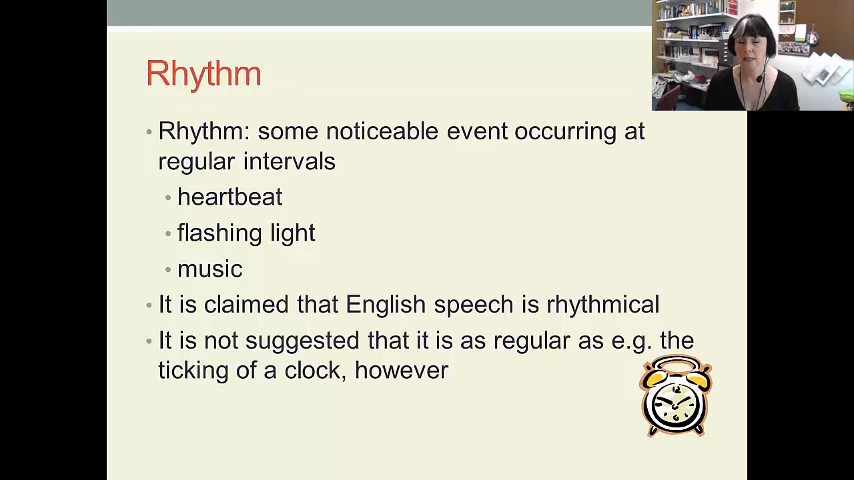 Rhythm
• Rhythm: some noticeable event occurring at
regular intervals
• heartbeat
• flashing light
• music
• It is claimed that English speech is rhythmical
• It is not suggested that it is as regular as e.g. the
ticking of a clock, however